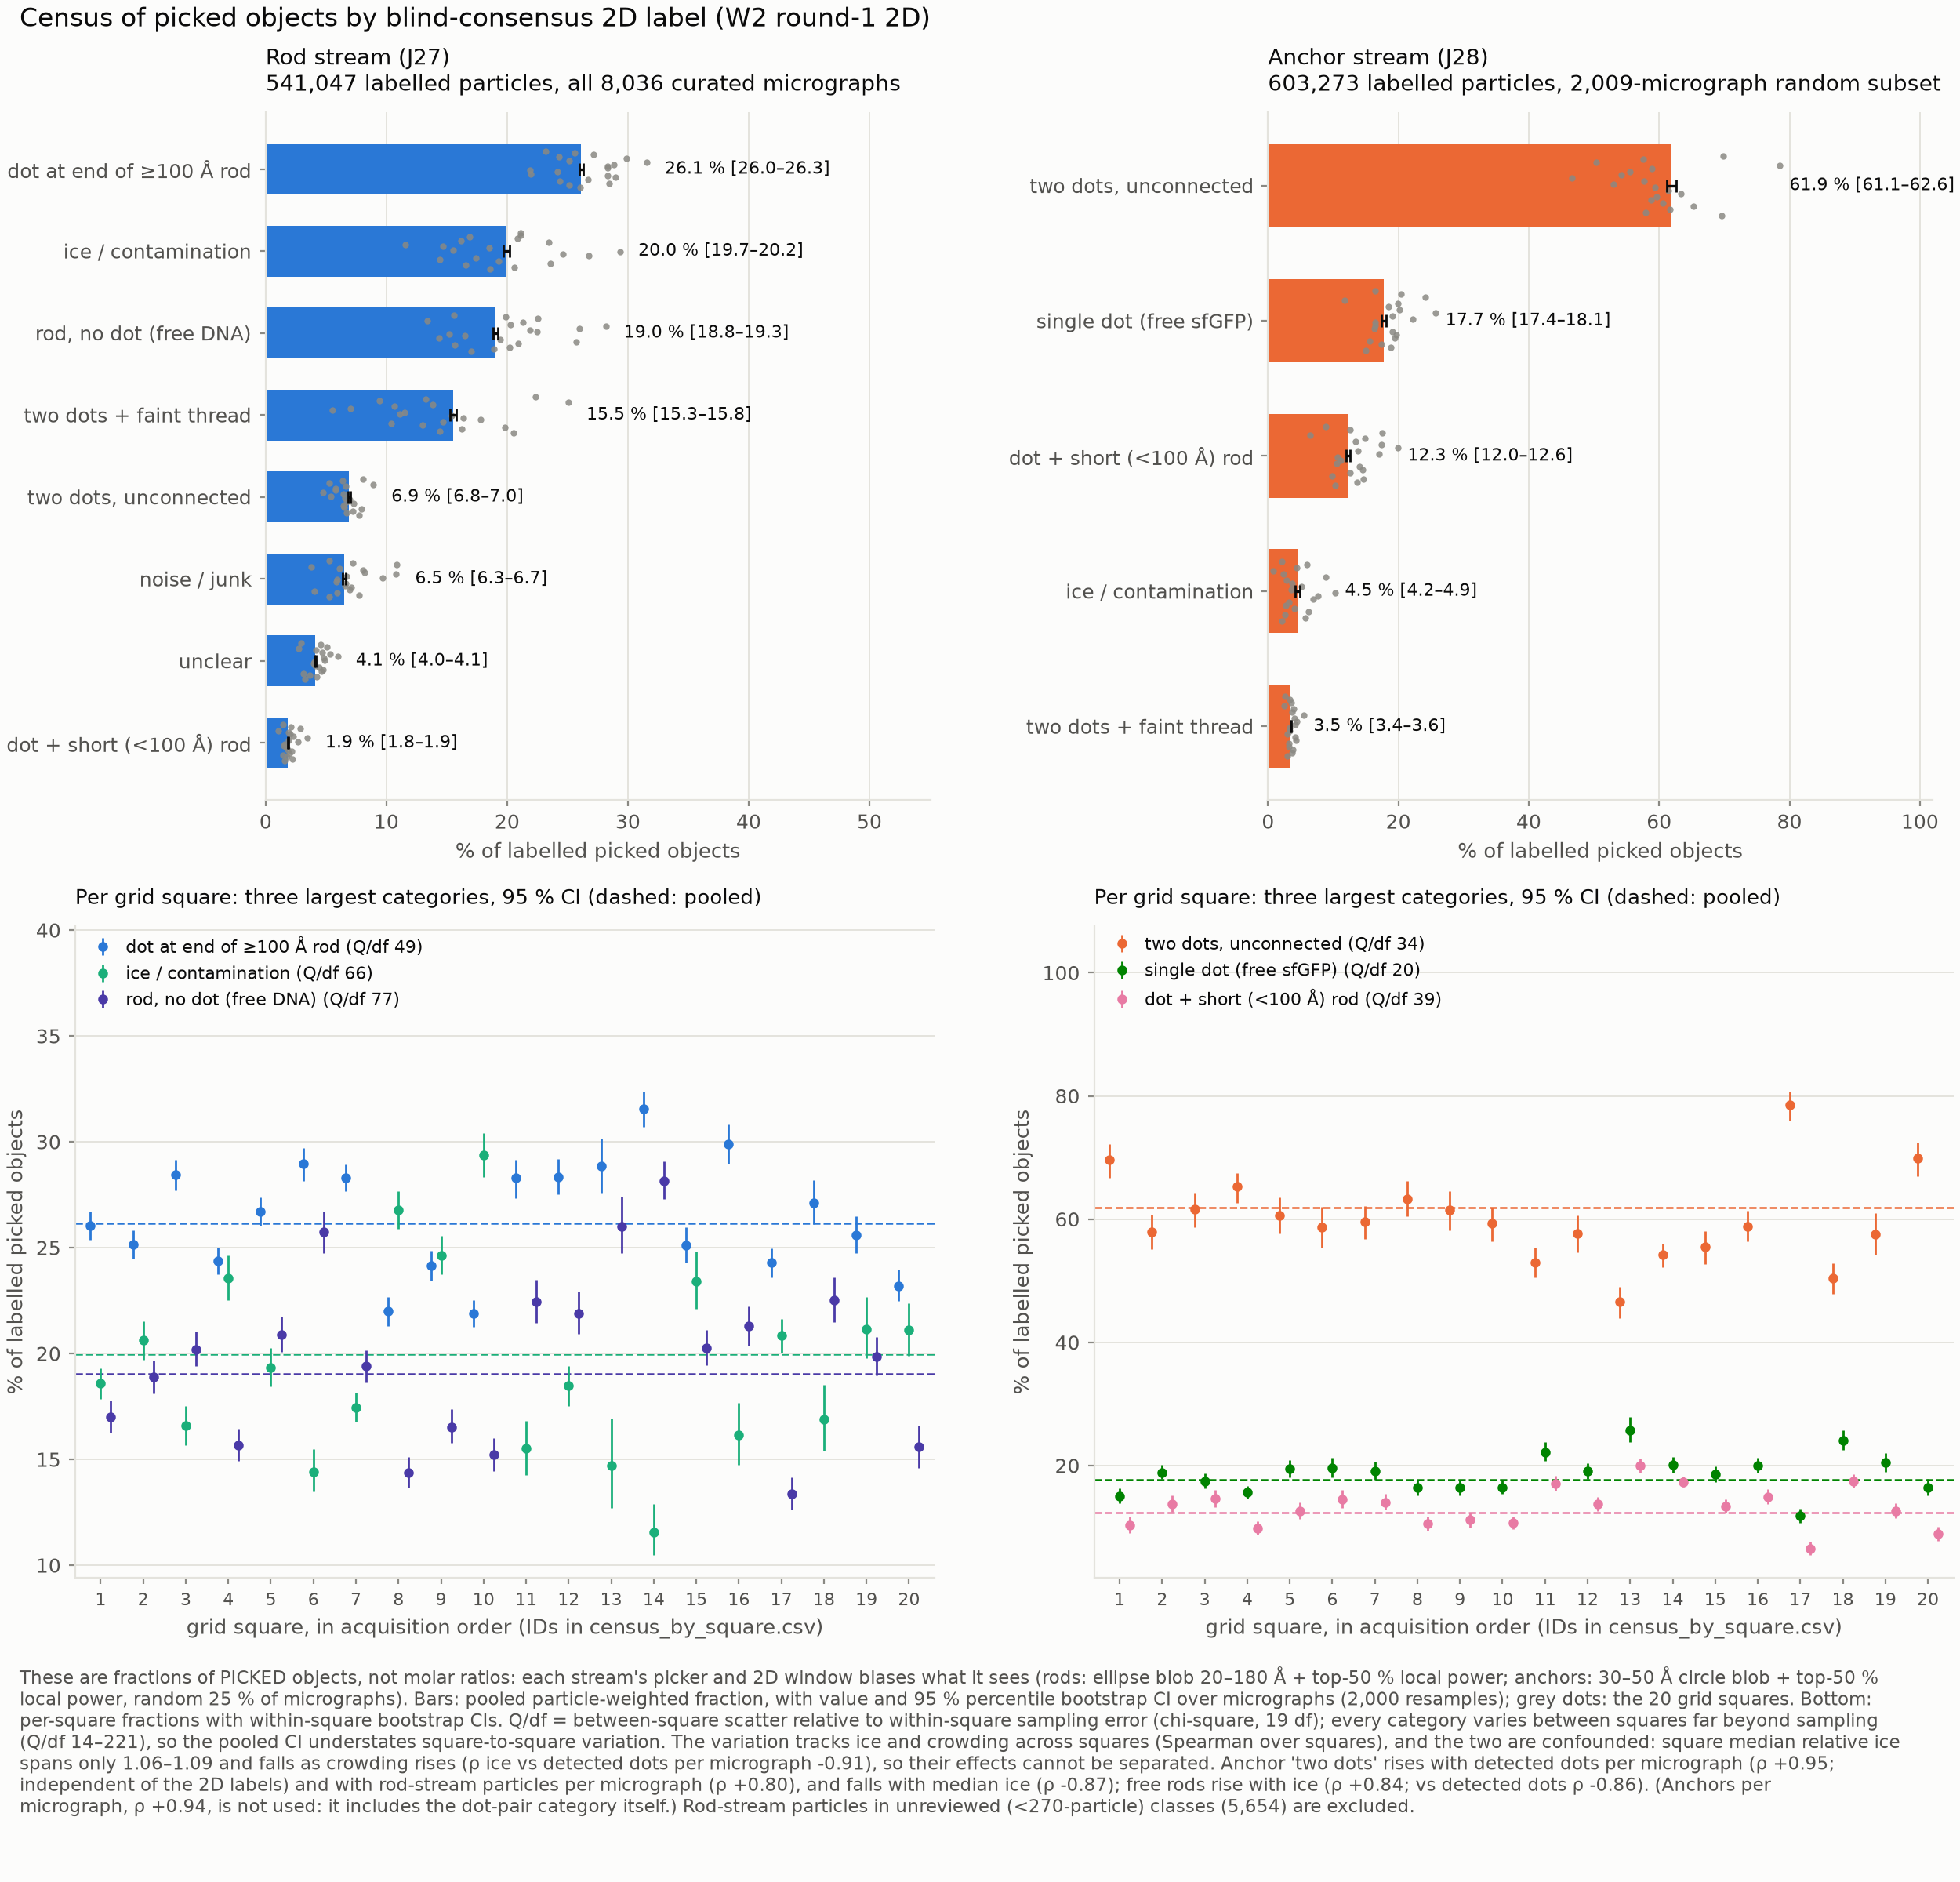 Census of picked objects by blind-consensus 2D label (W2 round-1 2D)
Rod stream (J27)
541,047 labelled particles, all 8,036 curated micrographs
dot at end of ≥100 Å rod
26.1 % [26.0–26.3]
ice / contamination
20.0 % [19.7–20.2]
rod, no dot (free DNA)
19.0 % [18.8–19.3]
two dots + faint thread
15.5 % [15.3–15.8]
two dots, unconnected
6.9 % [6.8–7.0]
noise / junk
6.5 % [6.3–6.7]
unclear
4.1 % [4.0–4.1]
dot + short (<100 Å) rod
1.9 % [1.8–1.9]
0 10 20 30 40 50
% of labelled picked objects
Anchor stream (J28)
603,273 labelled particles, 2,009-micrograph random subset
two dots, unconnected
61.9 % [61.1–62.6]
single dot (free sfGFP)
17.7 % [17.4–18.1]
dot + short (<100 Å) rod
12.3 % [12.0–12.6]
ice / contamination
4.5 % [4.2–4.9]
two dots + faint thread
3.5 % [3.4–3.6]
0 20 40 60 80 100
% of labelled picked objects
Per grid square: three largest categories, 95 % CI (dashed: pooled)
dot at end of ≥100 Å rod (Q/df 49)
ice / contamination (Q/df 66)
rod, no dot (free DNA) (Q/df 77)
% of labelled picked objects
40
35
30
25
20
15
10
1 2 3 4 5 6 7 8 9 10 11 12 13 14 15 16 17 18 19 20
grid square, in acquisition order (IDs in census_by_square.csv)
Per grid square: three largest categories, 95 % CI (dashed: pooled)
two dots, unconnected (Q/df 34)
single dot (free sfGFP) (Q/df 20)
dot + short (<100 Å) rod (Q/df 39)
% of labelled picked objects
100
80
60
40
20
1 2 3 4 5 6 7 8 9 10 11 12 13 14 15 16 17 18 19 20
grid square, in acquisition order (IDs in census_by_square.csv)
These are fractions of PICKED objects, not molar ratios: each stream's picker and 2D window biases what it sees (rods: ellipse blob 20–180 Å + top-50 % local power; anchors: 30–50 Å circle blob + top-50 %
local power, random 25 % of micrographs). Bars: pooled particle-weighted fraction, with value and 95 % percentile bootstrap CI over micrographs (2,000 resamples); grey dots: the 20 grid squares. Bottom:
per-square fractions with within-square bootstrap CIs. Q/df = between-square scatter relative to within-square sampling error (chi-square, 19 df); every category varies between squares far beyond sampling
(Q/df 14–221), so the pooled CI understates square-to-square variation. The variation tracks ice and crowding across squares (Spearman over squares), and the two are confounded: square median relative ice
spans only 1.06–1.09 and falls as crowding rises (ρ ice vs detected dots per micrograph -0.91), so their effects cannot be separated. Anchor 'two dots' rises with detected dots per micrograph (ρ +0.95;
independent of the 2D labels) and with rod-stream particles per micrograph (ρ +0.80), and falls with median ice (ρ -0.87); free rods rise with ice (ρ +0.84; vs detected dots ρ -0.86). (Anchors per
micrograph, ρ +0.94, is not used: it includes the dot-pair category itself.) Rod-stream particles in unreviewed (<270-particle) classes (5,654) are excluded.